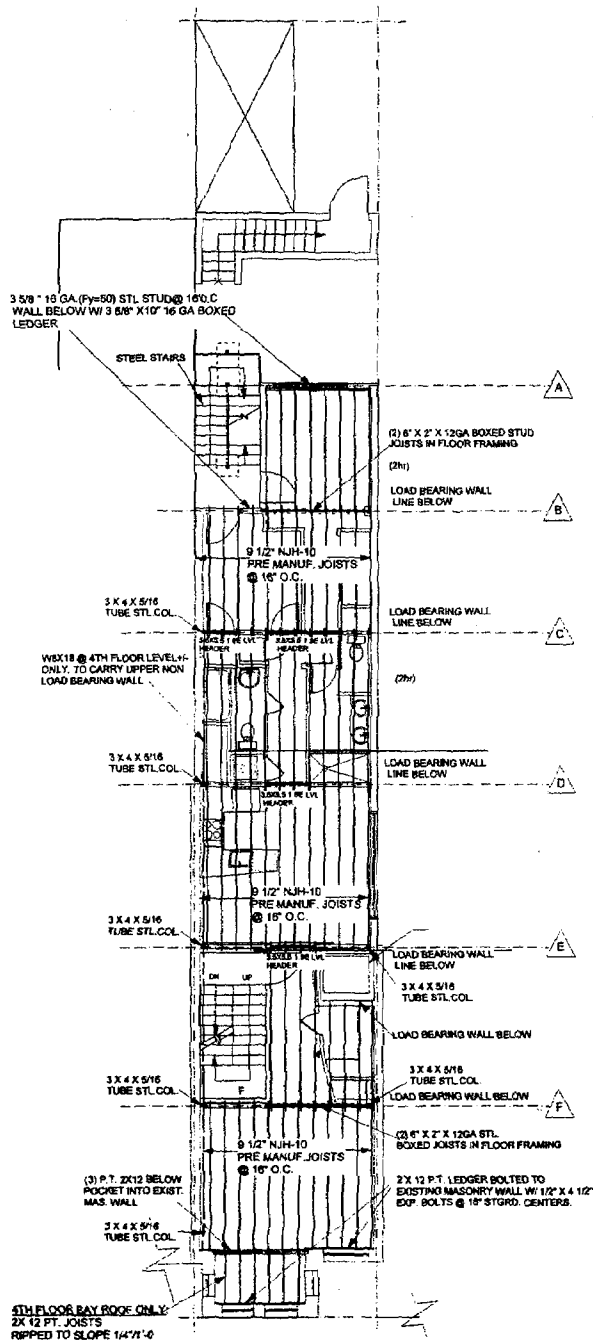 3 5/8 " 16 GA.(Fy=50) STL STUD@ 16"O.C
WALL BELOW W/ 3 5/8" X10" 16 GA BOXED
LEDGER
STEEL STAIRS
A
(2) 6" X 2" X 12GA BOXED STUD
JOISTS IN FLOOR FRAMING
(2hr)
LOAD BEARING WALL
LINE BELOW
B
9 1/2" NJH-10
PRE MANUF. JOISTS
@ 16" O.C.
3 X 4 X 5/16
TUBE STL.COL.
LOAD BEARING WALL
LINE BELOW
C
HEADER
HEADER
W8X18 @ 4TH FLOOR LEVEL+/-
ONLY. TO CARRY UPPER NON
LOAD BEARING WALL
(2hr)
3 X 4 X 5/16
TUBE STL.COL.
LOAD BEARING WALL
LINE BELOW
D
HEADER
9 1/2" NJH-10
PRE MANUF. JOISTS
@ 16" O.C.
3 X 4 X 5/16
TUBE STL.COL.
HEADER
LOAD BEARING WALL
LINE BELOW
E
DN UP
3 X 4 X 5/16
TUBE STL.COL.
LOAD BEARING WALL BELOW
F
3 X 4 X 5/16
TUBE STL.COL.
3 X 4 X 5/16
TUBE STL.COL.
LOAD BEARING WALL BELOW
F
(2) 6" X 2" X 12GA STL.
BOXED JOISTS IN FLOOR FRAMING
9 1/2" NJH-10
PRE MANUF. JOISTS
@ 16" O.C.
(3) P.T. 2X12 BELOW
POCKET INTO EXIST.
MAS. WALL
2 X 12 P.T. LEDGER BOLTED TO
EXISTING MASONRY WALL W/ 1/2" X 4 1/2"
EXP. BOLTS @ 16" STGRD. CENTERS.
3 X 4 X 5/16
TUBE STL.COL.
FLOOR BAY ROOF ONLY:
2X 12 PT. JOISTS
RIPPED TO SLOPE 1/4"/1'-0